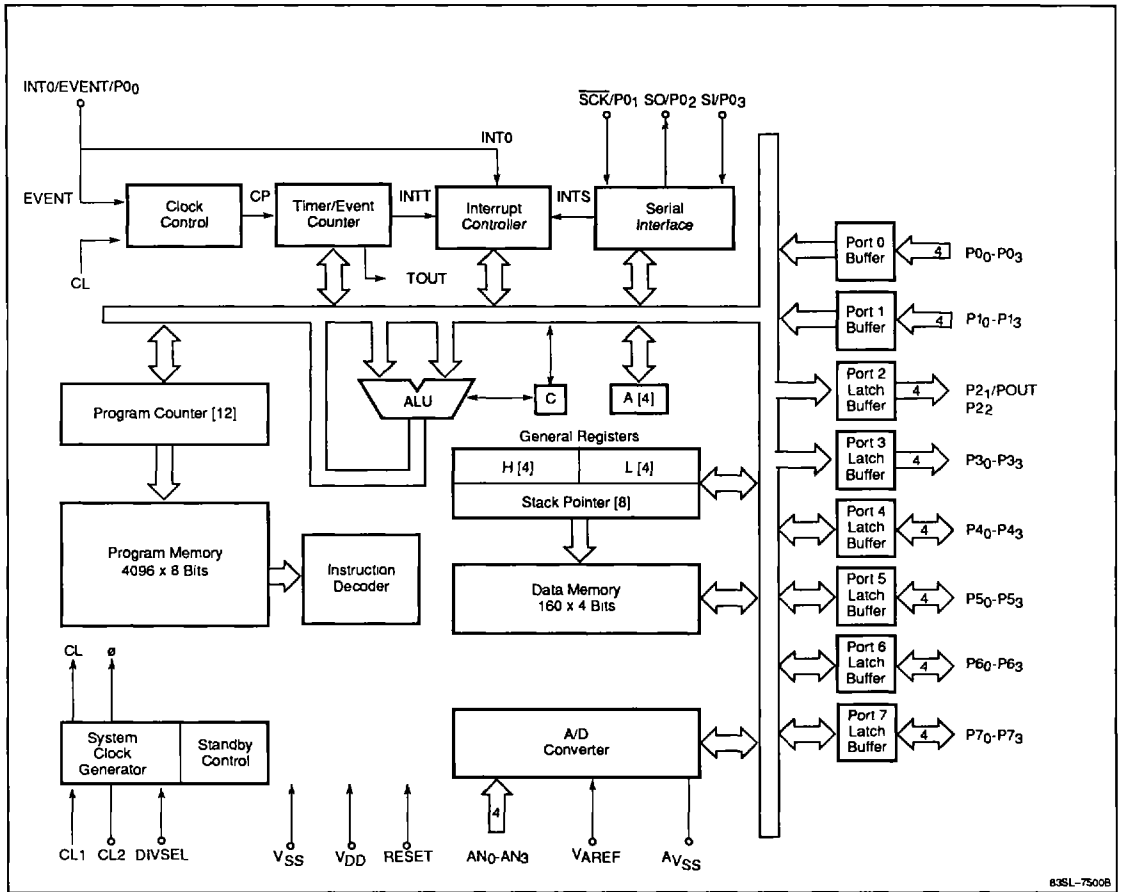 INT0/EVENT/P0₀
SCK/P0₁ SO/P0₂ SI/P0₃
INT0
EVENT
Clock
Control
CP
Timer/Event
Counter
INTT
Interrupt
Controller
INTS
Serial
Interface
CL
TOUT
Port 0
Buffer
4
P0₀-P0₃
Port 1
Buffer
4
P1₀-P1₃
Program Counter [12]
ALU
C
A [4]
Port 2
Latch
Buffer
4
P2₁/POUT
P2₂
General Registers
H [4]
L [4]
Stack Pointer [8]
Port 3
Latch
Buffer
4
P3₀-P3₃
Program Memory
4096 x 8 Bits
Instruction
Decoder
Data Memory
160 x 4 Bits
Port 4
Latch
Buffer
4
P4₀-P4₃
Port 5
Latch
Buffer
4
P5₀-P5₃
CL
ø
Port 6
Latch
Buffer
4
P6₀-P6₃
System
Clock
Generator
Standby
Control
A/D
Converter
Port 7
Latch
Buffer
4
P7₀-P7₃
4
CL1 CL2 DIVSEL VSS VDD RESET AN₀-AN₃ VAREF AVSS
83SL-7500B